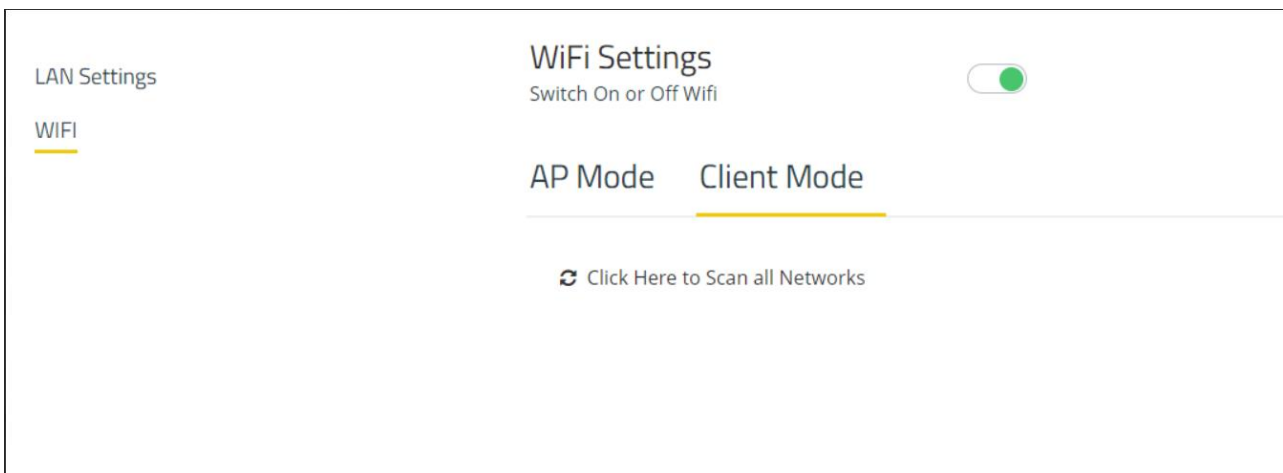 LAN Settings
WIFI
WiFi Settings
Switch On or Off Wifi
AP Mode Client Mode
Click Here to Scan all Networks